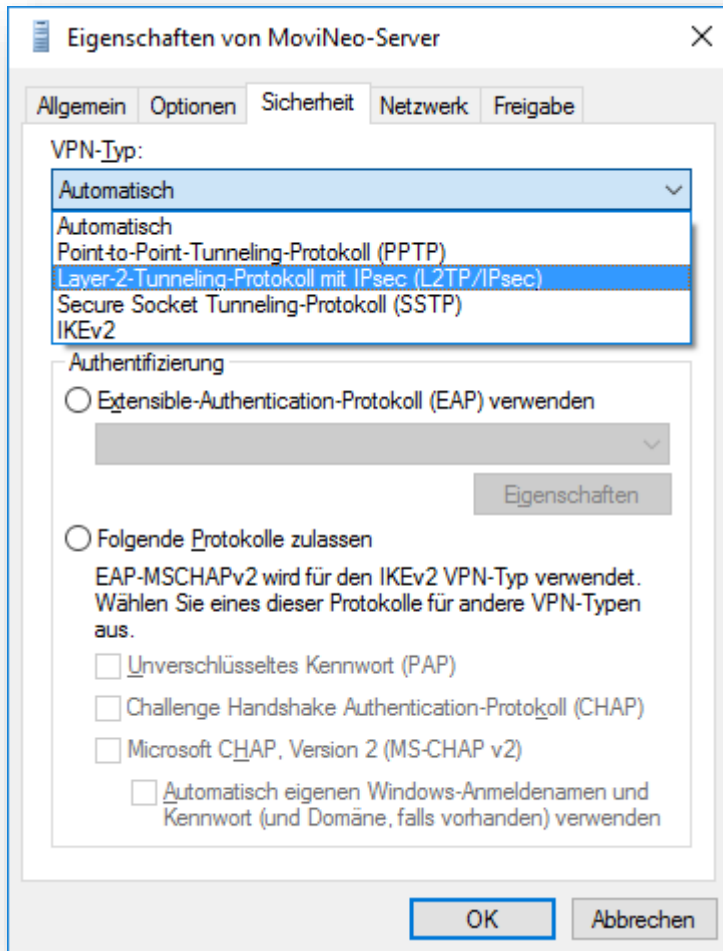 Eigenschaften von MoviNeo-Server
Allgemein Optionen Sicherheit Netzwerk Freigabe
VPN-Typ:
Automatisch
Automatisch
Point-to-Point-Tunneling-Protokoll (PPTP)
Layer-2-Tunneling-Protokoll mit IPsec (L2TP/IPsec)
Secure Socket Tunneling-Protokoll (SSTP)
IKEv2
Authentifizierung
Extensible-Authentication-Protokoll (EAP) verwenden
Eigenschaften
Folgende Protokolle zulassen
EAP-MSCHAPv2 wird für den IKEv2 VPN-Typ verwendet.
Wählen Sie eines dieser Protokolle für andere VPN-Typen
aus.
Unverschlüsseltes Kennwort (PAP)
Challenge Handshake Authentication-Protokoll (CHAP)
Microsoft CHAP, Version 2 (MS-CHAP v2)
Automatisch eigenen Windows-Anmeldenamen und
Kennwort (und Domäne, falls vorhanden) verwenden
OK Abbrechen